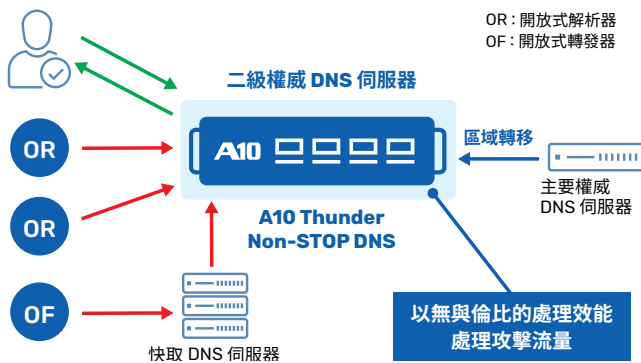 OR：開放式解析器
OF：開放式轉發器
二級權威 DNS 伺服器
A10
區域轉移
主要權威
DNS 伺服器
OR
OR
OF
A10 Thunder
Non-STOP DNS
快取 DNS 伺服器
以無與倫比的處理效能
處理攻擊流量